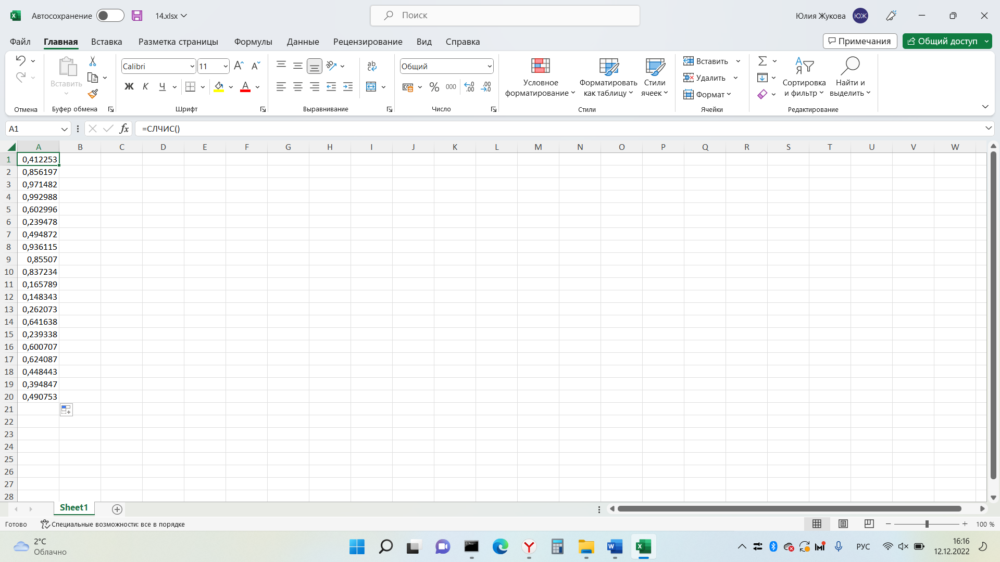 Автосохранение
14.xlsx
Поиск
Юлия Жукова
ЮЖ
Файл Главная Вставка Разметка страницы Формулы Данные Рецензирование Вид Справка
Примечания
Общий доступ
Отмена
Вставить
Буфер обмена
Calibri
11
Ж К Ч
Шрифт
Выравнивание
Общий
% 000
Число
Условное
форматирование
Форматировать
как таблицу
Стили
ячеек
Стили
Вставить
Удалить
Формат
Ячейки
Сортировка
и фильтр
Найти и
выделить
Редактирование
A1
fx
=СЛЧИС()
A B C D E F G H I J K L M N O P Q R S T U V W
1 0,412253
2 0,856197
3 0,971482
4 0,992988
5 0,602996
6 0,239478
7 0,494872
8 0,936115
9 0,85507
10 0,837234
11 0,165789
12 0,148343
13 0,262073
14 0,641638
15 0,239338
16 0,600707
17 0,624087
18 0,448443
19 0,394847
20 0,490753
21
22
23
24
25
26
27
28
Sheet1
Готово
Специальные возможности: все в порядке
100 %
2°C
Облачно
РУС
16:16
12.12.2022